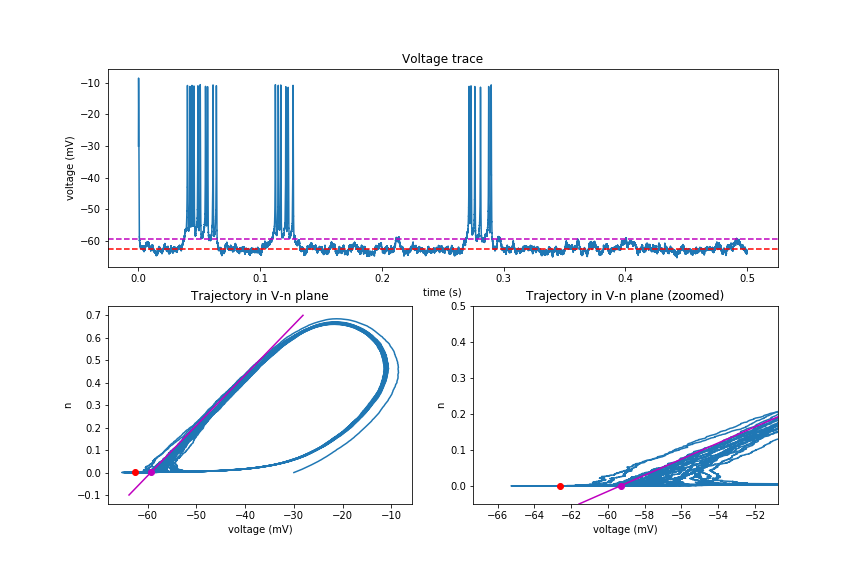 Voltage trace
voltage (mV)
−10
−20
−30
−40
−50
−60
0.0 0.1 0.2 0.3 0.4 0.5
time (s)
Trajectory in V-n plane
n
0.7
0.6
0.5
0.4
0.3
0.2
0.1
0.0
−0.1
−60 −50 −40 −30 −20 −10
voltage (mV)
Trajectory in V-n plane (zoomed)
n
0.5
0.4
0.3
0.2
0.1
0.0
−66 −64 −62 −60 −58 −56 −54 −52
voltage (mV)